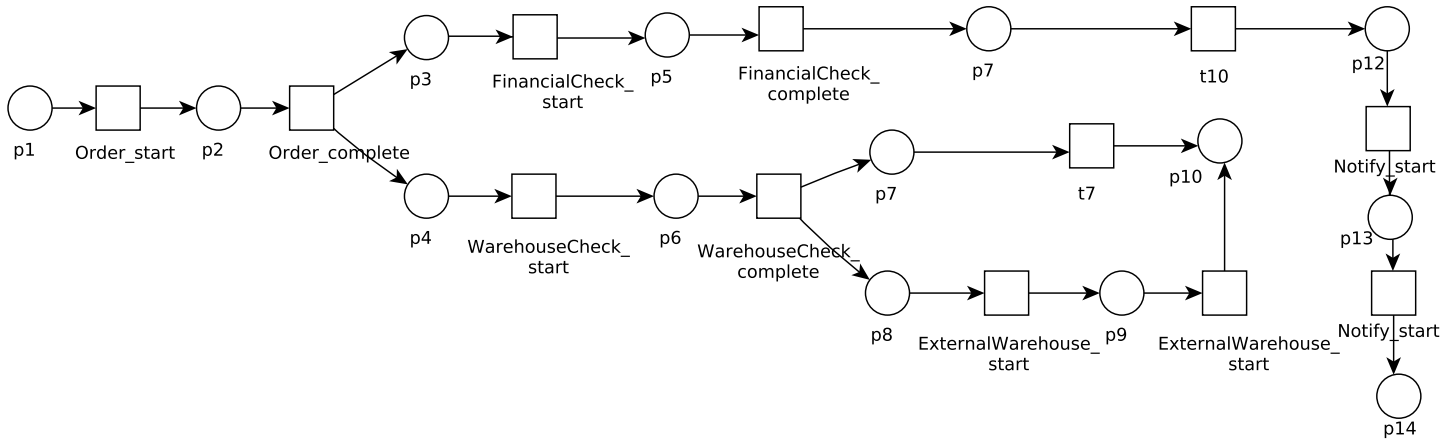 p3
FinancialCheck_
start
p5
FinancialCheck_
complete
p7
t10
p12
p1
Order_start
p2
Order_complete
p7
t7
p10
Notify_start
p4
WarehouseCheck_
start
p6
WarehouseCheck_
complete
p13
p8
ExternalWarehouse_
start
p9
ExternalWarehouse_
start
Notify_start
p14